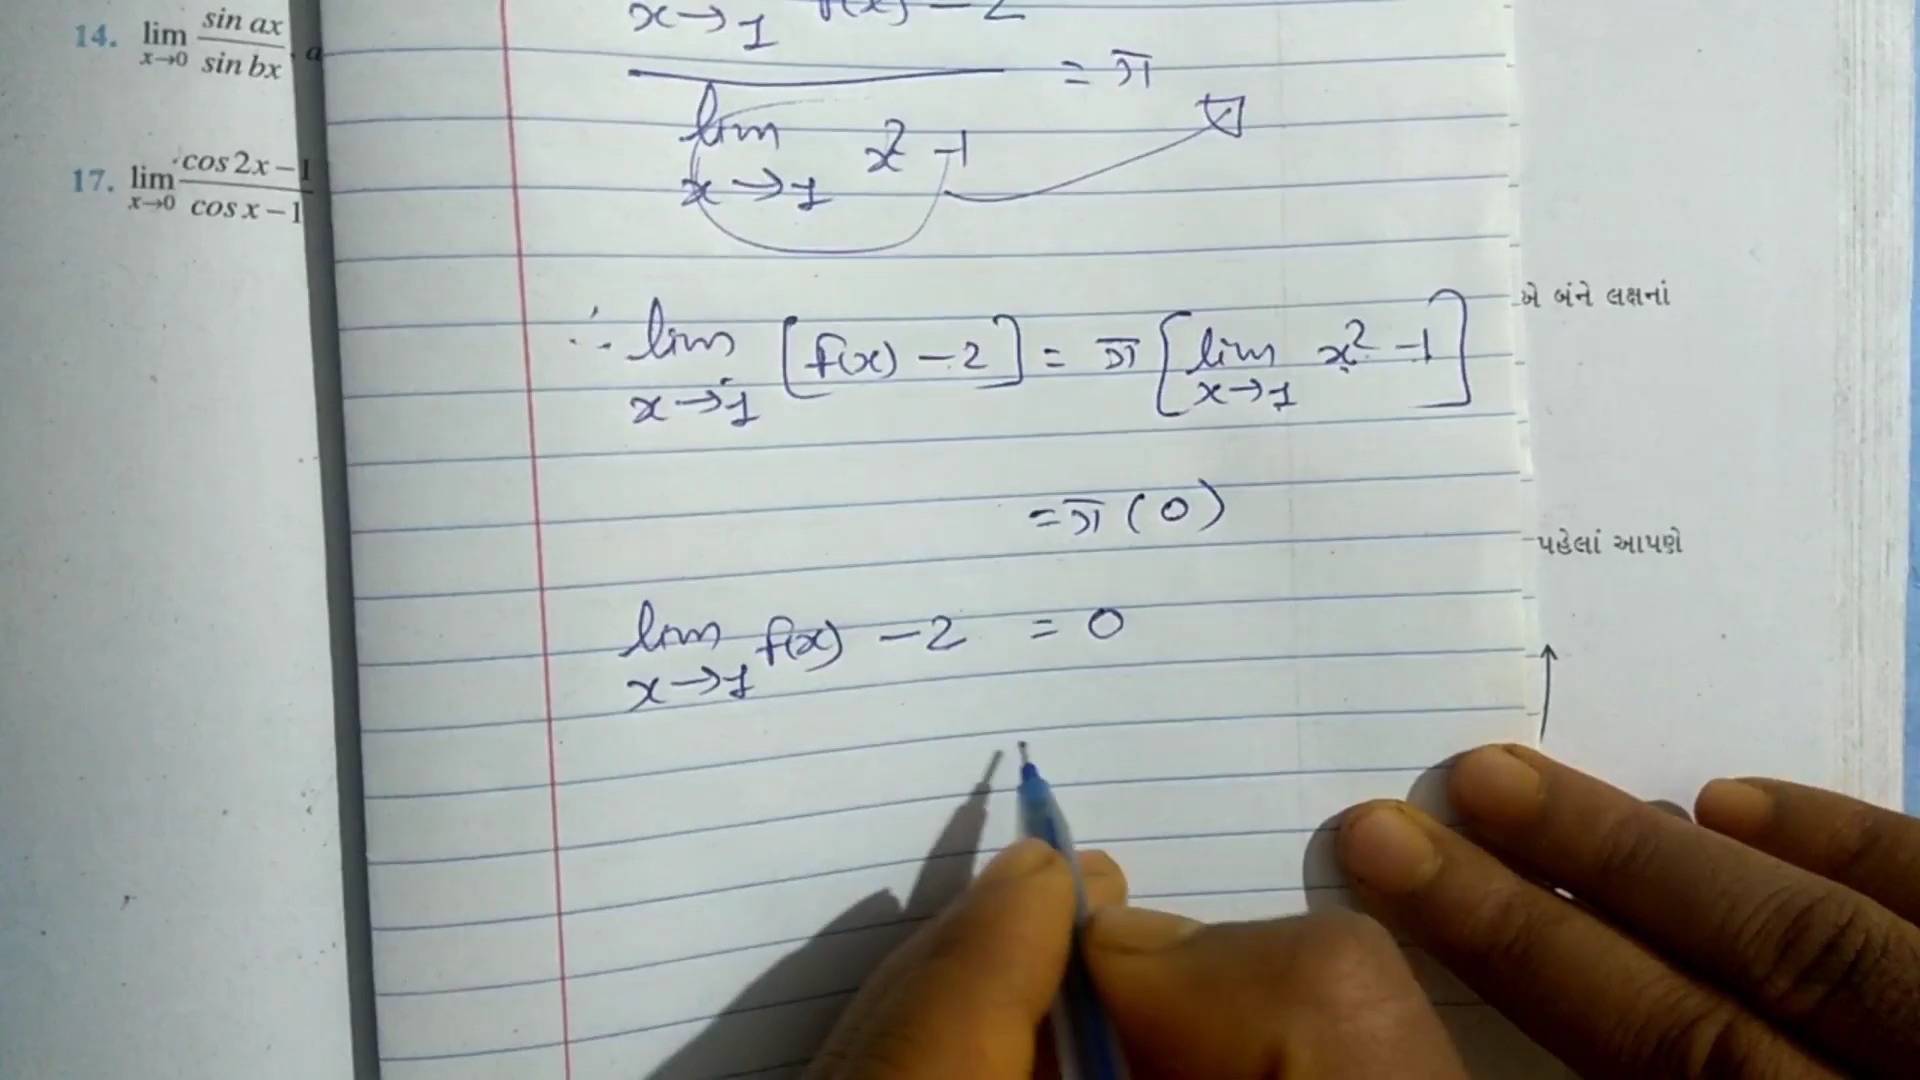 14. lim x→0 sin ax / sin bx , a
17. lim x→0 cos 2x – 1 / cos x – 1
x→1 f(x) – 2
————— = π
lim x→1 x² – 1
∴ lim x→1 [f(x) – 2] = π [lim x→1 x² – 1]
= π (0)
lim x→1 f(x) – 2 = 0
એ બંને લક્ષનાં
પહેલાં આપણે